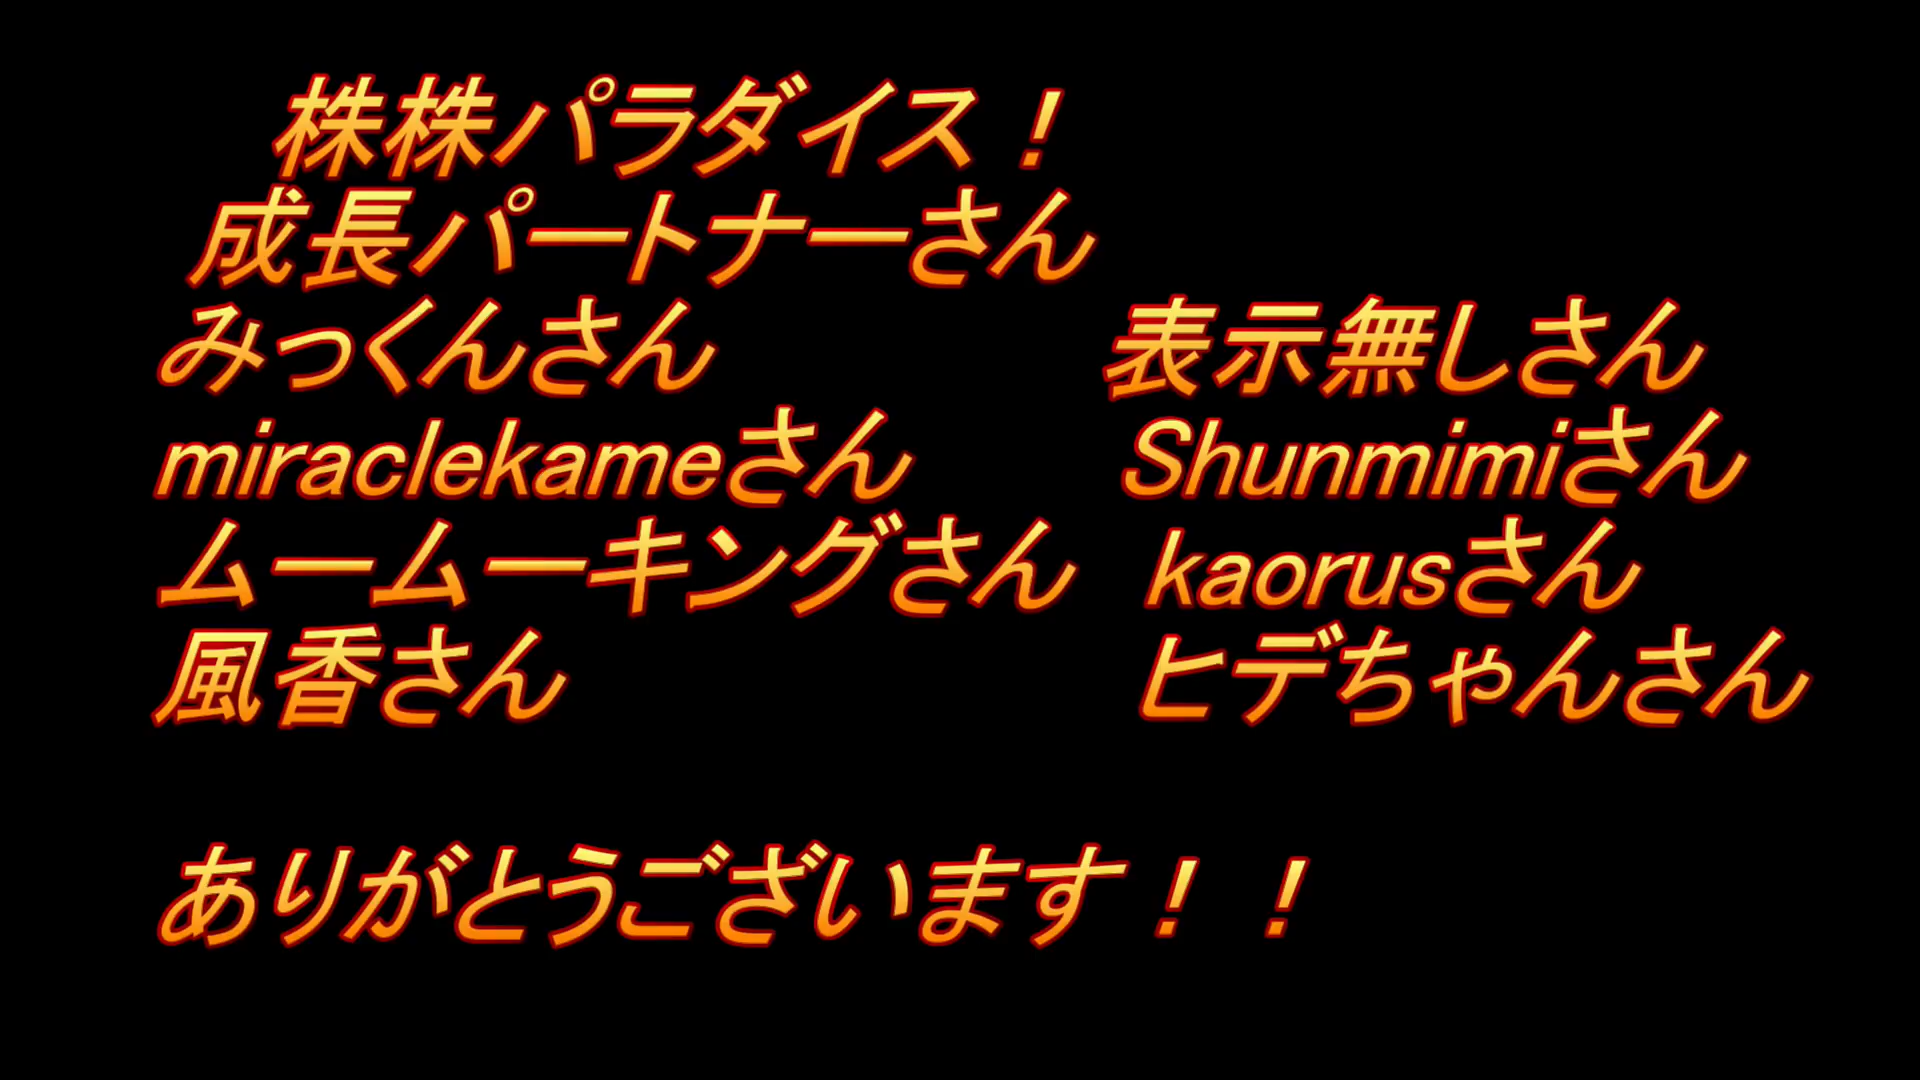 株株パラダイス！
成長パートナーさん
みっくんさん 表示無しさん
miraclekameさん Shunmimiさん
ムームーキングさん kaorusさん
風香さん ヒデちゃんさん
ありがとうございます！！